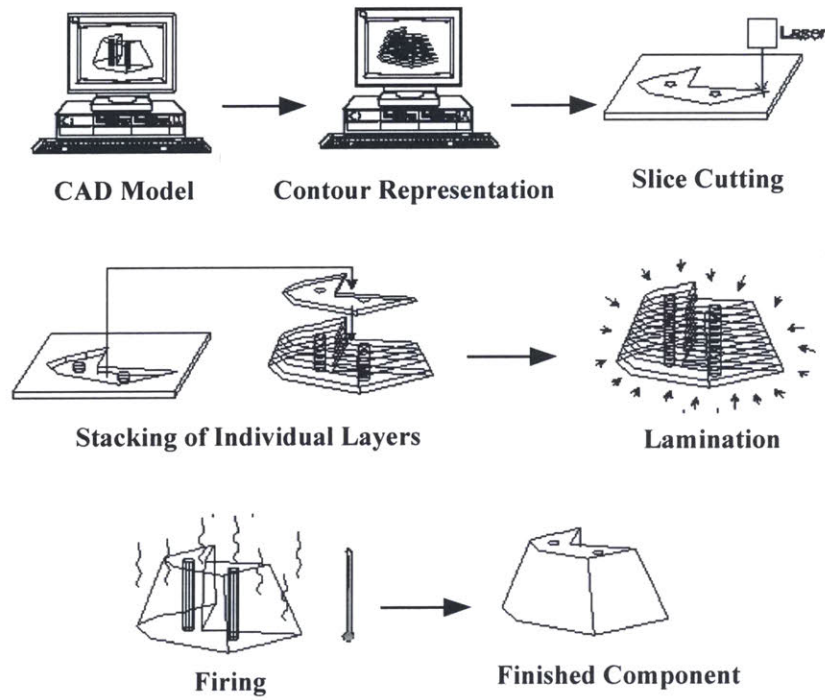 Laser
CAD Model
Contour Representation
Slice Cutting
Stacking of Individual Layers
Lamination
Firing
Finished Component